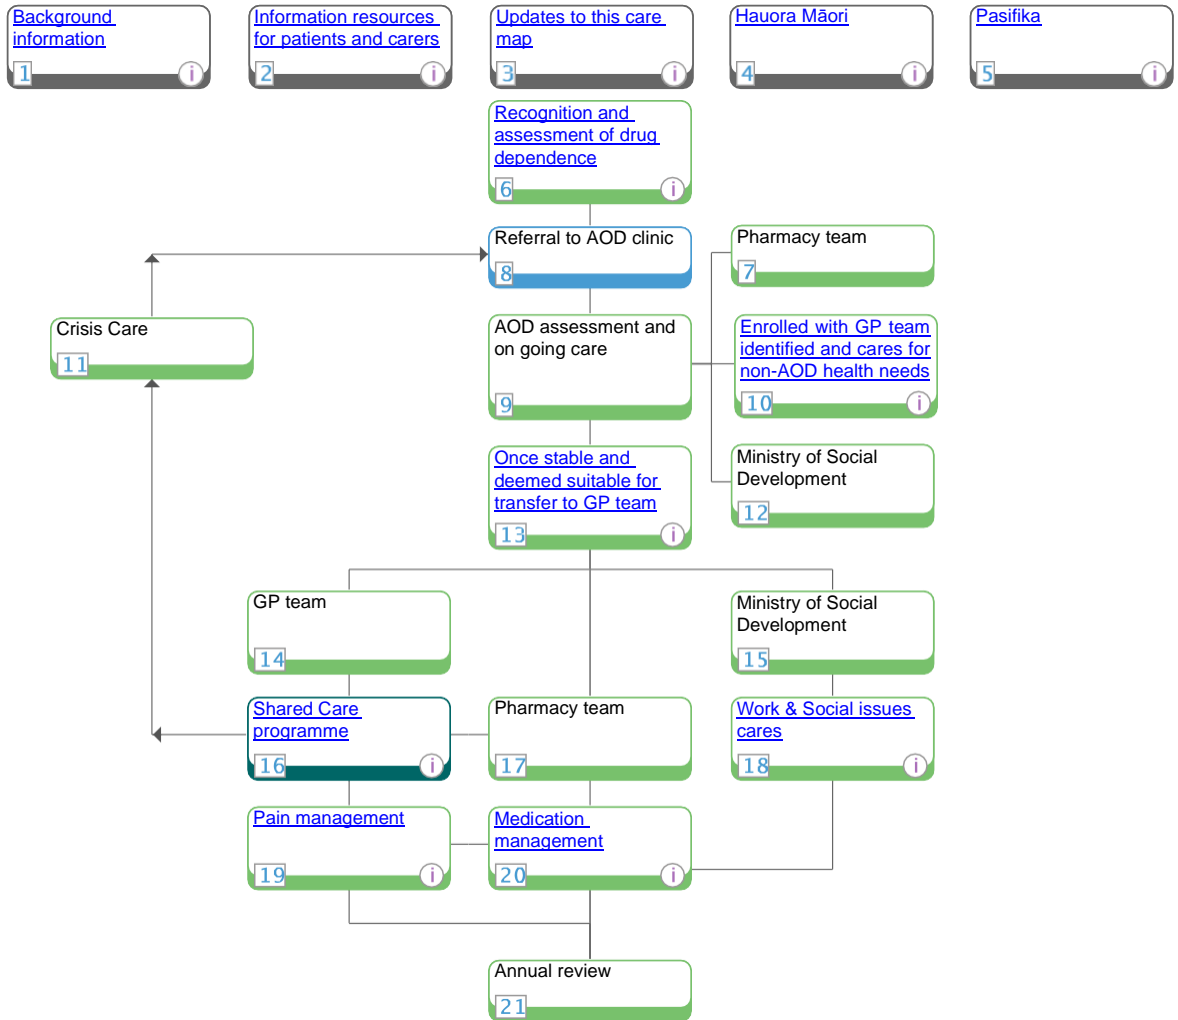 Background
information
1
i
Information resources
for patients and carers
2
i
Updates to this care
map
3
i
Hauora Māori
4
i
Pasifika
5
i
Recognition and
assessment of drug
dependence
6
i
Referral to AOD clinic
8
Pharmacy team
7
Crisis Care
11
AOD assessment and
on going care
9
Enrolled with GP team
identified and cares for
non-AOD health needs
10
i
Once stable and
deemed suitable for
transfer to GP team
13
i
Ministry of Social
Development
12
GP team
14
Ministry of Social
Development
15
Shared Care
programme
16
i
Pharmacy team
17
Work & Social issues
cares
18
i
Pain management
19
i
Medication
management
20
i
Annual review
21